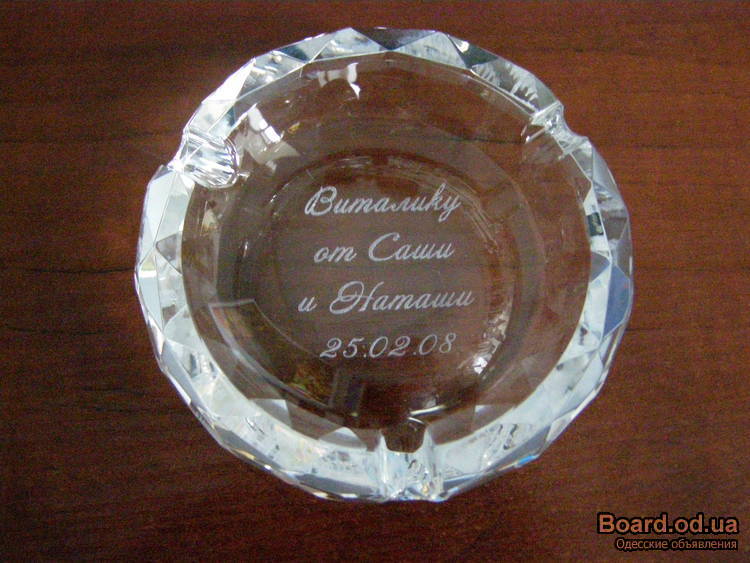 Виталику
от Саши
и Наташи
25.02.08
Board.od.ua
Одесские объявления